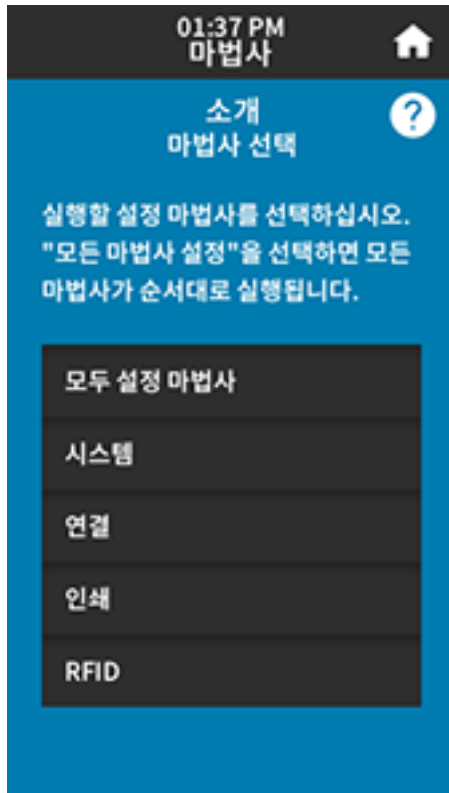 01:37 PM
마법사
소개
마법사 선택
실행할 설정 마법사를 선택하십시오.
"모든 마법사 설정"을 선택하면 모든
마법사가 순서대로 실행됩니다.
모두 설정 마법사
시스템
연결
인쇄
RFID